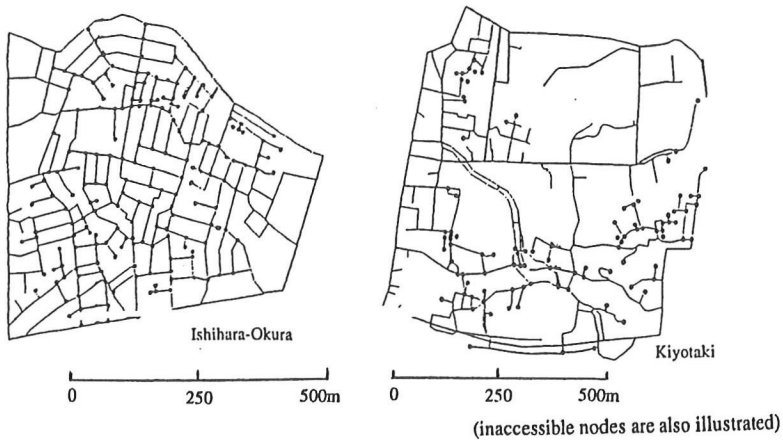 Ishihara-Okura
Kiyotaki
0 250 500m
0 250 500m
(inaccessible nodes are also illustrated)